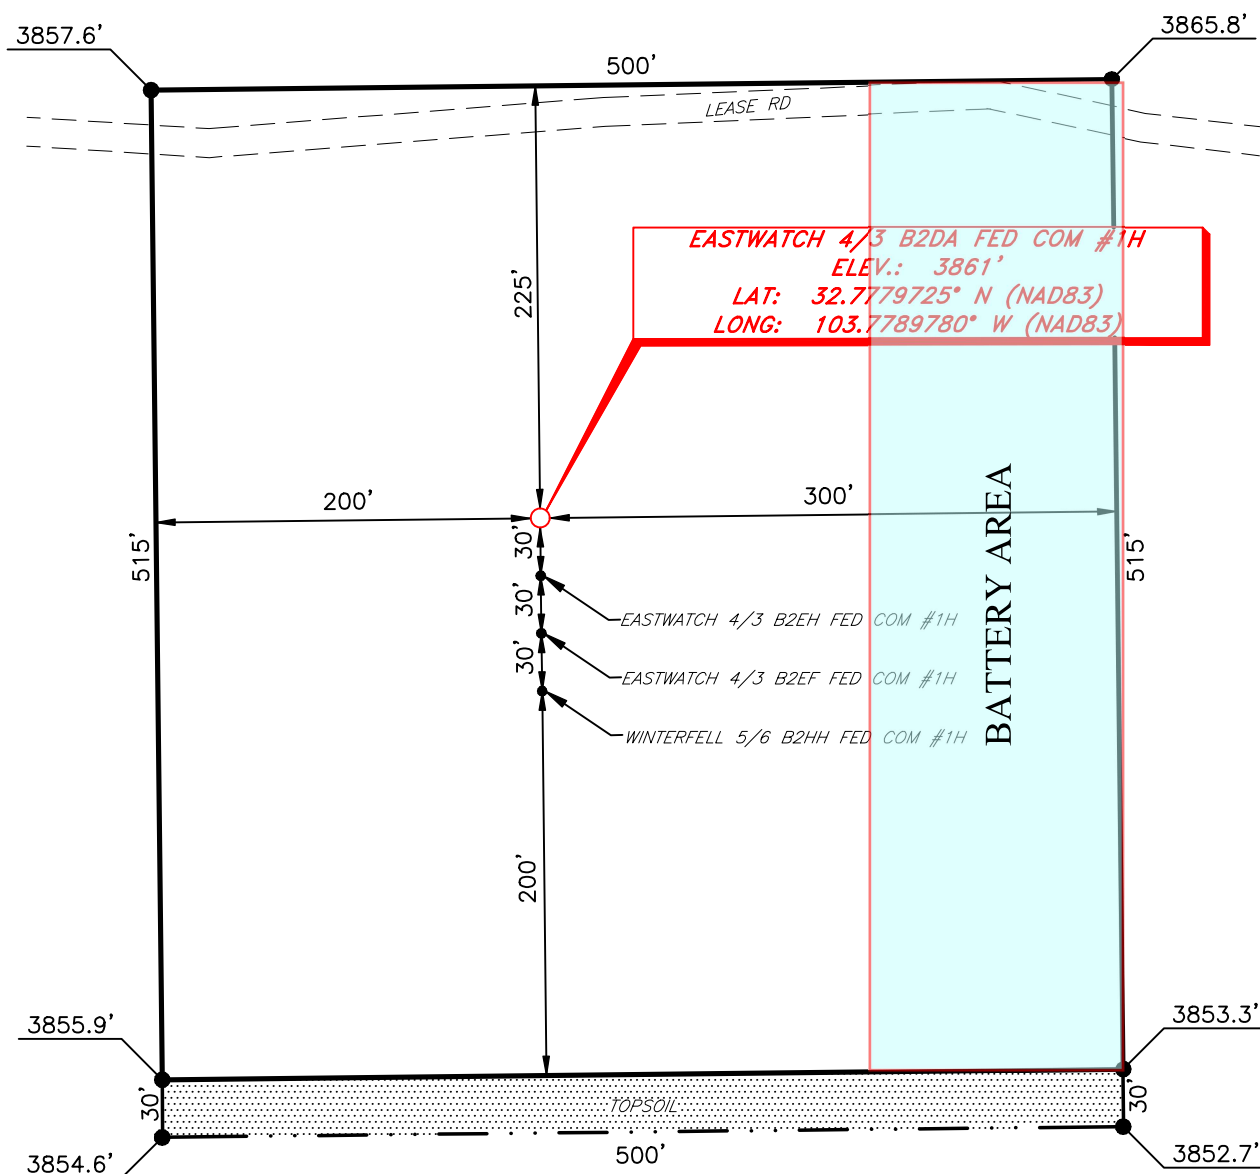 3857.6'
3865.8'
500'
LEASE RD
225'
EASTWATCH 4/3 B2DA FED COM #1H
ELEV.: 3861'
LAT: 32.7779725° N (NAD83)
LONG: 103.7789780° W (NAD83)
200'
300'
515'
515'
30'
30'
30'
EASTWATCH 4/3 B2EH FED COM #1H
EASTWATCH 4/3 B2EF FED COM #1H
WINTERFELL 5/6 B2HH FED COM #1H
BATTERY AREA
200'
3855.9'
3853.3'
30'
TOPSOIL
30'
500'
3854.6'
3852.7'